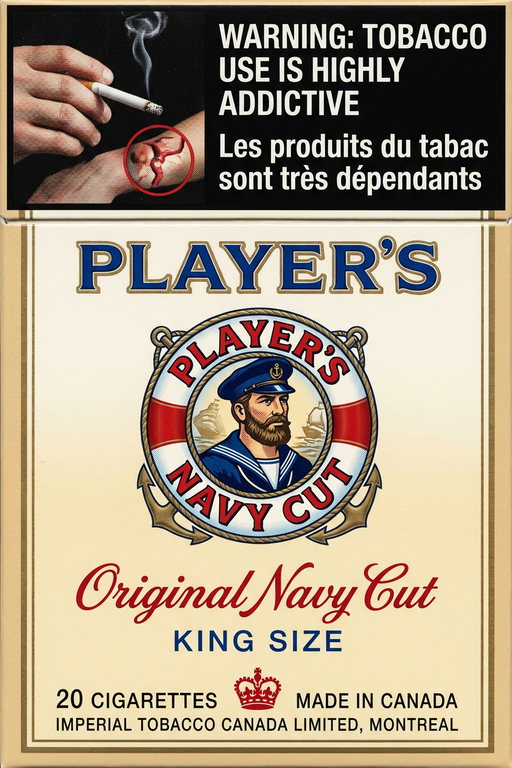 WARNING: TOBACCO
USE IS HIGHLY
ADDICTIVE
Les produits du tabac
sont très dépendants
PLAYER'S
PLAYER'S
NAVY CUT
Original Navy Cut
KING SIZE
20 CIGARETTES MADE IN CANADA
IMPERIAL TOBACCO CANADA LIMITED, MONTREAL